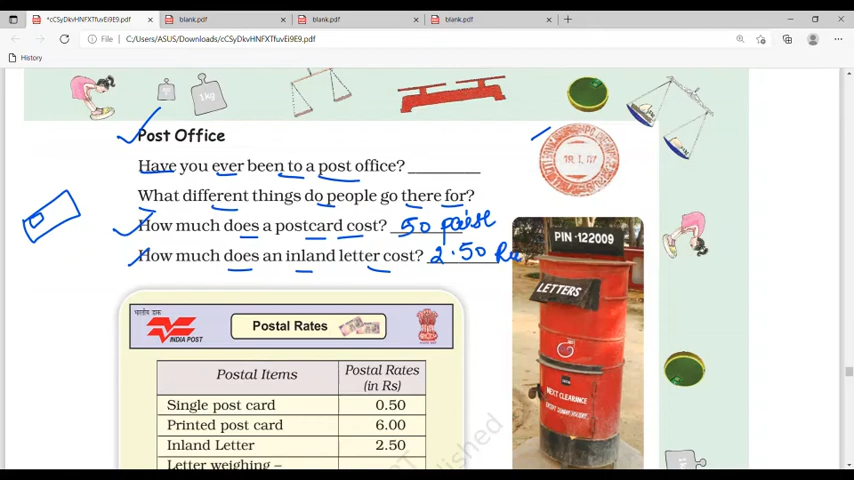 *cCSyDkvHNFXTfuvEi9E9.pdf
blank.pdf
blank.pdf
blank.pdf
File
C:/Users/ASUS/Downloads/cCSyDkvHNFXTfuvEi9E9.pdf
History
1kg
Post Office
Have you ever been to a post office? ________
What different things do people go there for?
How much does a postcard cost? 50 paise
How much does an inland letter cost? 2.50 Ru
PIN-122009
LETTERS
NEXT CLEARANCE
भारतीय डाक
INDIA POST
Postal Rates
Postal Items Postal Rates (in Rs)
Single post card 0.50
Printed post card 6.00
Inland Letter 2.50
Letter weighing –